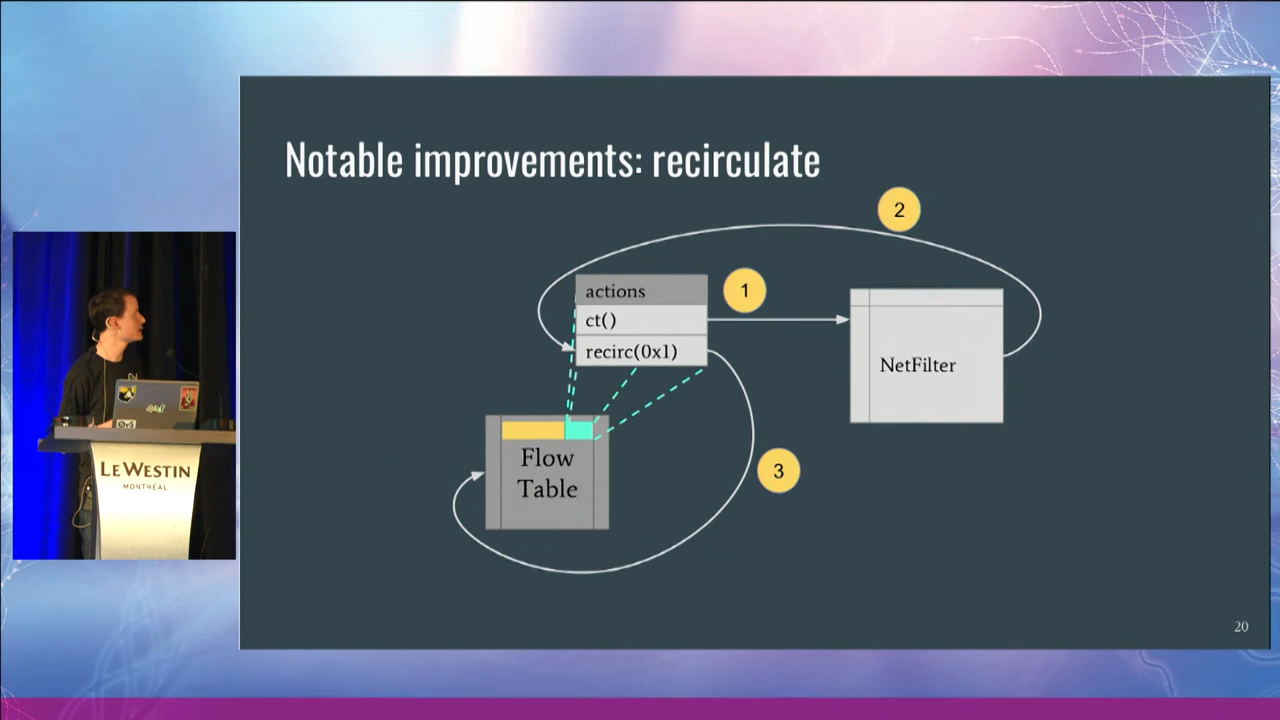 Notable improvements: recirculate
2
actions
1
ct()
recirc(0x1)
NetFilter
Flow
Table
3
LE WESTIN
MONTRÉAL
20